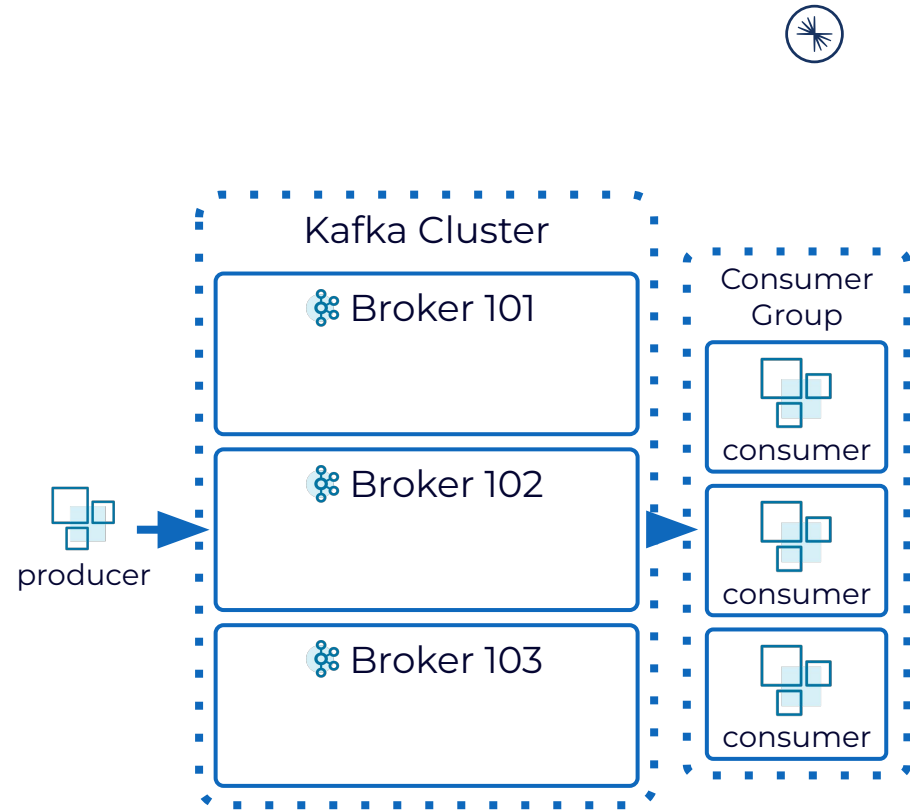 Kafka Cluster
Broker 101
Broker 102
Broker 103
producer
Consumer
Group
consumer
consumer
consumer